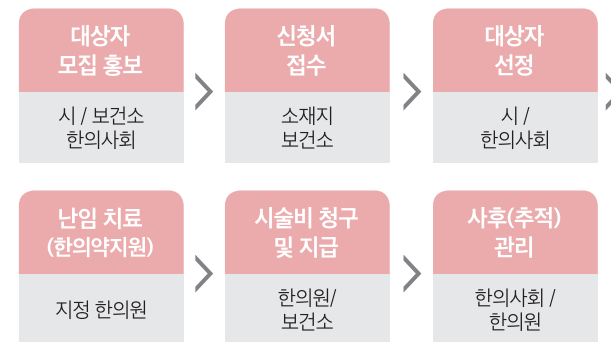 대상자
모집 홍보
시 / 보건소
한의사회
신청서
접수
소재지
보건소
대상자
선정
시 /
한의사회
난임 치료
(한의약지원)
지정 한의원
시술비 청구
및 지급
한의원/
보건소
사후(추적)
관리
한의사회 /
한의원